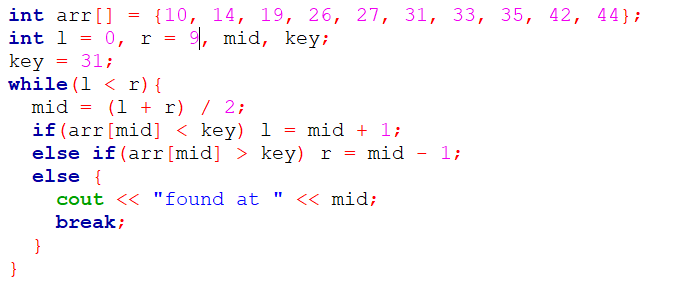 int arr[] = {10, 14, 19, 26, 27, 31, 33, 35, 42, 44};
int l = 0, r = 9, mid, key;
key = 31;
while(l < r){
  mid = (l + r) / 2;
  if(arr[mid] < key) l = mid + 1;
  else if(arr[mid] > key) r = mid - 1;
  else {
    cout << "found at " << mid;
    break;
  }
}